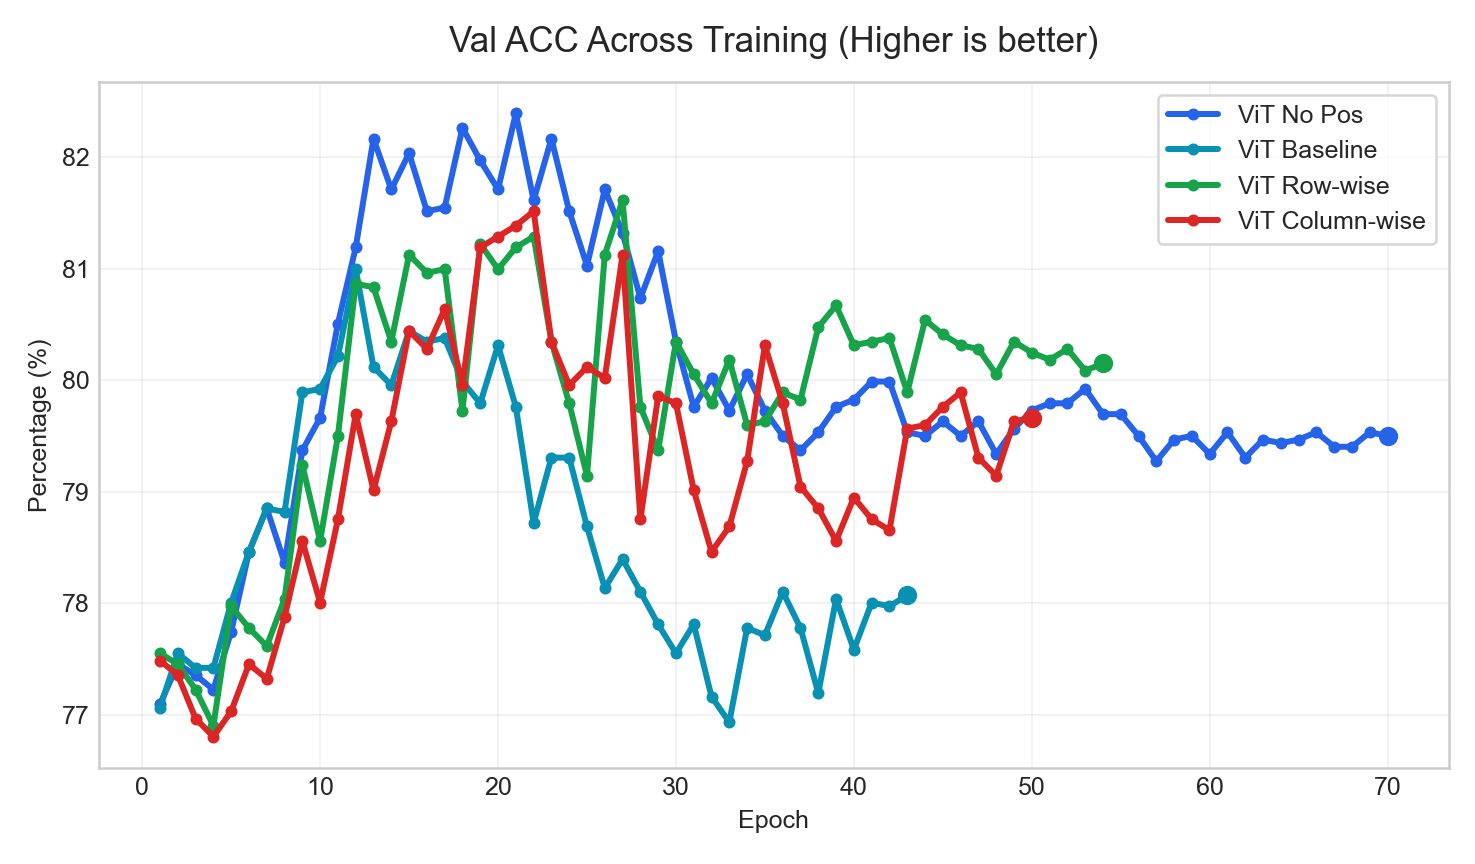 Val ACC Across Training (Higher is better)
ViT No Pos
ViT Baseline
ViT Row-wise
ViT Column-wise
Percentage (%)
82
81
80
79
78
77
0 10 20 30 40 50 60 70
Epoch